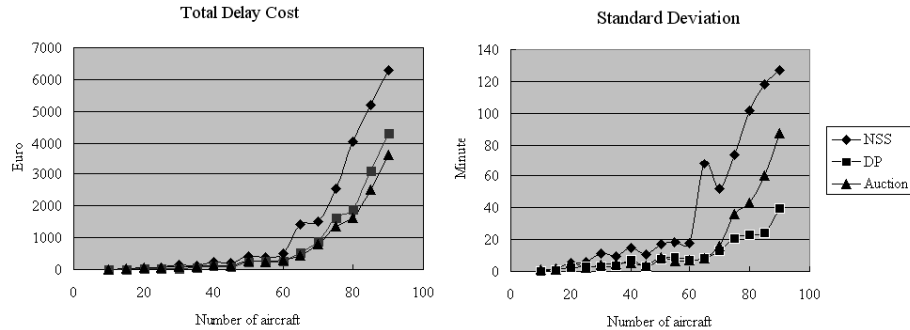 Total Delay Cost
7000
6000
5000
4000
3000
2000
1000
0
Euro
0 20 40 60 80 100
Number of aircraft
Standard Deviation
140
120
100
80
60
40
20
0
Minute
0 20 40 60 80 100
Number of aircraft
NSS
DP
Auction